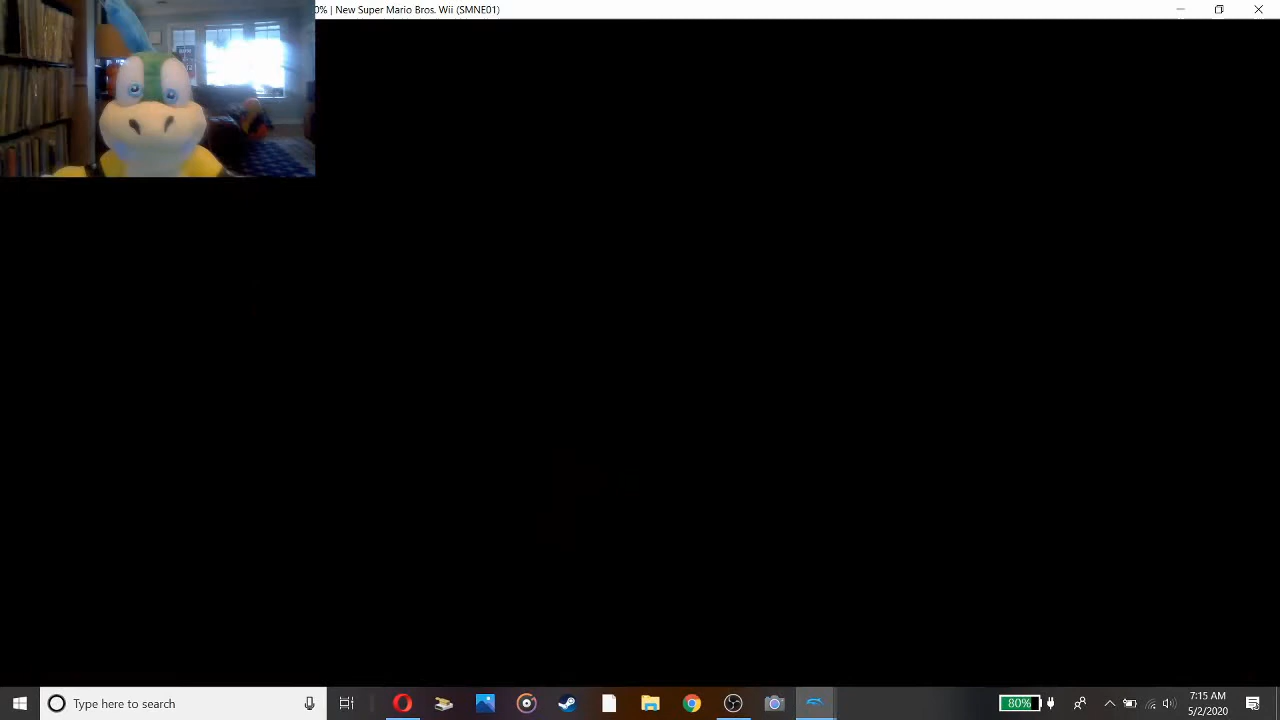 0% | New Super Mario Bros. Wii (SMNE01)
Type here to search
80%
7:15 AM
5/2/2020